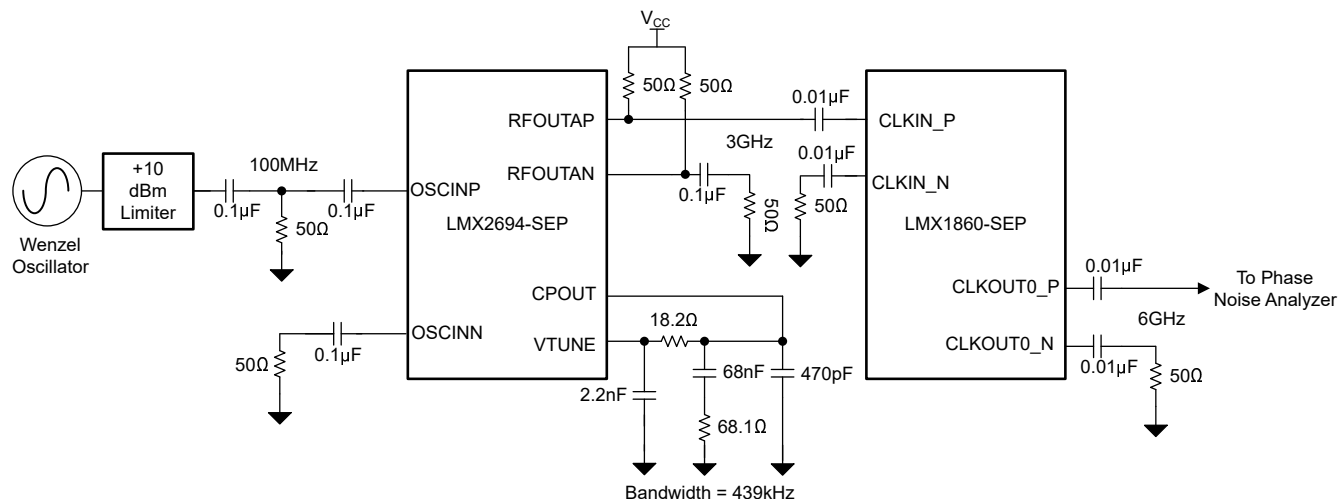 V_CC
50Ω
50Ω
0.01µF
RFOUTAP
CLKIN_P
3GHz
0.01µF
+10
dBm
Limiter
100MHz
RFOUTAN
CLKIN_N
0.1µF
0.1µF
OSCINP
0.1µF
50Ω
50Ω
50Ω
LMX2694-SEP
LMX1860-SEP
Wenzel
Oscillator
CPOUT
CLKOUT0_P
0.01µF
To Phase
Noise Analyzer
18.2Ω
6GHz
OSCINN
VTUNE
CLKOUT0_N
0.1µF
50Ω
0.01µF
50Ω
68nF
470pF
2.2nF
68.1Ω
Bandwidth = 439kHz